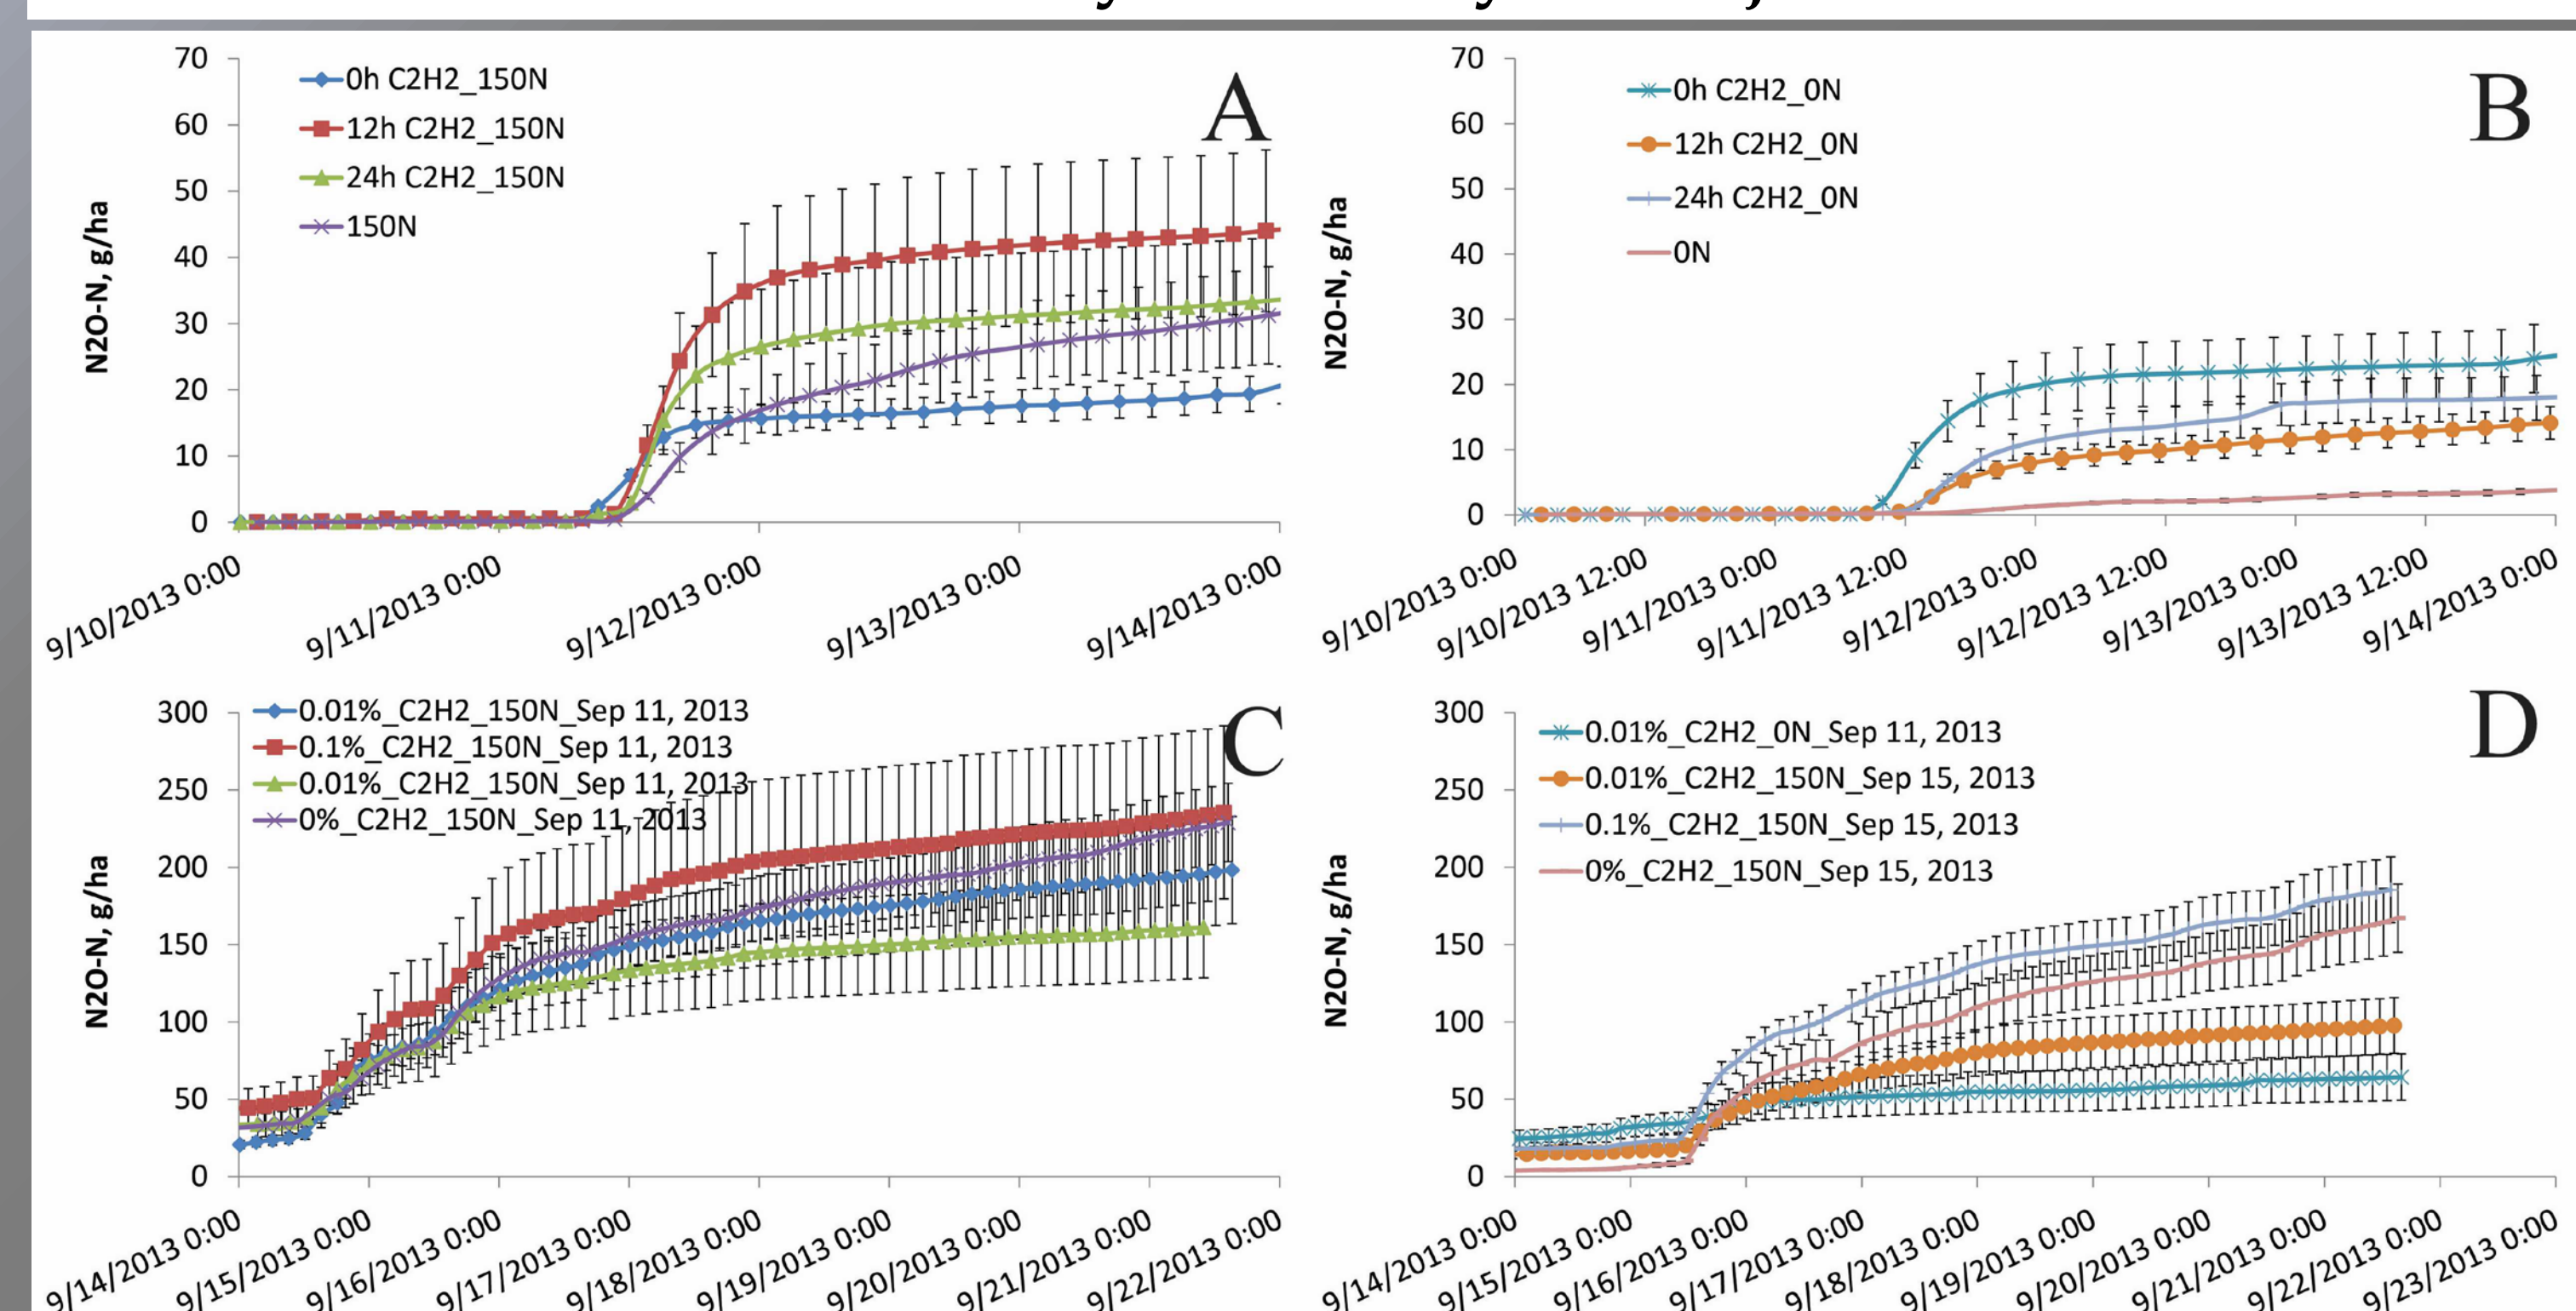 A
N2O-N, g/ha
70
60
50
40
30
20
10
0
0h C2H2_150N
12h C2H2_150N
24h C2H2_150N
150N
9/10/2013 0:00
9/11/2013 0:00
9/12/2013 0:00
9/13/2013 0:00
9/14/2013 0:00
B
N2O-N, g/ha
70
60
50
40
30
20
10
0
0h C2H2_0N
12h C2H2_0N
24h C2H2_0N
0N
9/10/2013 0:00
9/10/2013 12:00
9/11/2013 0:00
9/11/2013 12:00
9/12/2013 0:00
9/12/2013 12:00
9/13/2013 0:00
9/13/2013 12:00
9/14/2013 0:00
C
N2O-N, g/ha
300
250
200
150
100
50
0
0.01%_C2H2_150N_Sep 11, 2013
0.1%_C2H2_150N_Sep 11, 2013
0.01%_C2H2_150N_Sep 11, 2013
0%_C2H2_150N_Sep 11, 2013
9/14/2013 0:00
9/15/2013 0:00
9/16/2013 0:00
9/17/2013 0:00
9/18/2013 0:00
9/19/2013 0:00
9/20/2013 0:00
9/21/2013 0:00
9/22/2013 0:00
D
N2O-N, g/ha
300
250
200
150
100
50
0
0.01%_C2H2_0N_Sep 11, 2013
0.01%_C2H2_150N_Sep 15, 2013
0.1%_C2H2_150N_Sep 15, 2013
0%_C2H2_150N_Sep 15, 2013
9/14/2013 0:00
9/15/2013 0:00
9/16/2013 0:00
9/17/2013 0:00
9/18/2013 0:00
9/19/2013 0:00
9/20/2013 0:00
9/21/2013 0:00
9/22/2013 0:00
9/23/2013 0:00